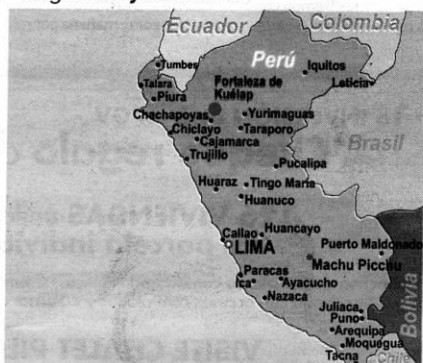 Ecuador
Colombia
Tumbes
Perú
Iquitos
Talara
Fortaleza de
Kuélap
Leticia
Piura
Chachapoyas
Yurimaguas
Chiclayo
Taraporo
Cajamarca
Brasil
Trujillo
Pucalipa
Huaraz
Tingo María
Huanuco
Callao
Huancayo
LIMA
Puerto Maldonado
Machu Picchu
Paracas
Ica
Ayacucho
Nazaca
Bolivia
Juliaca
Puno
Arequipa
Moquegua
Tacna
Chile